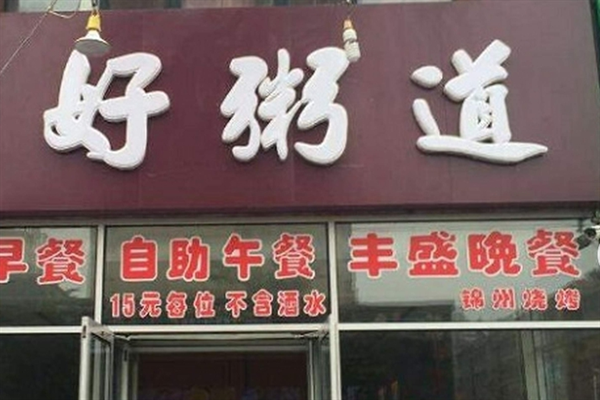 好粥道
早餐 自助午餐 丰盛晚餐
15元每位 不含酒水 锦州烧烤